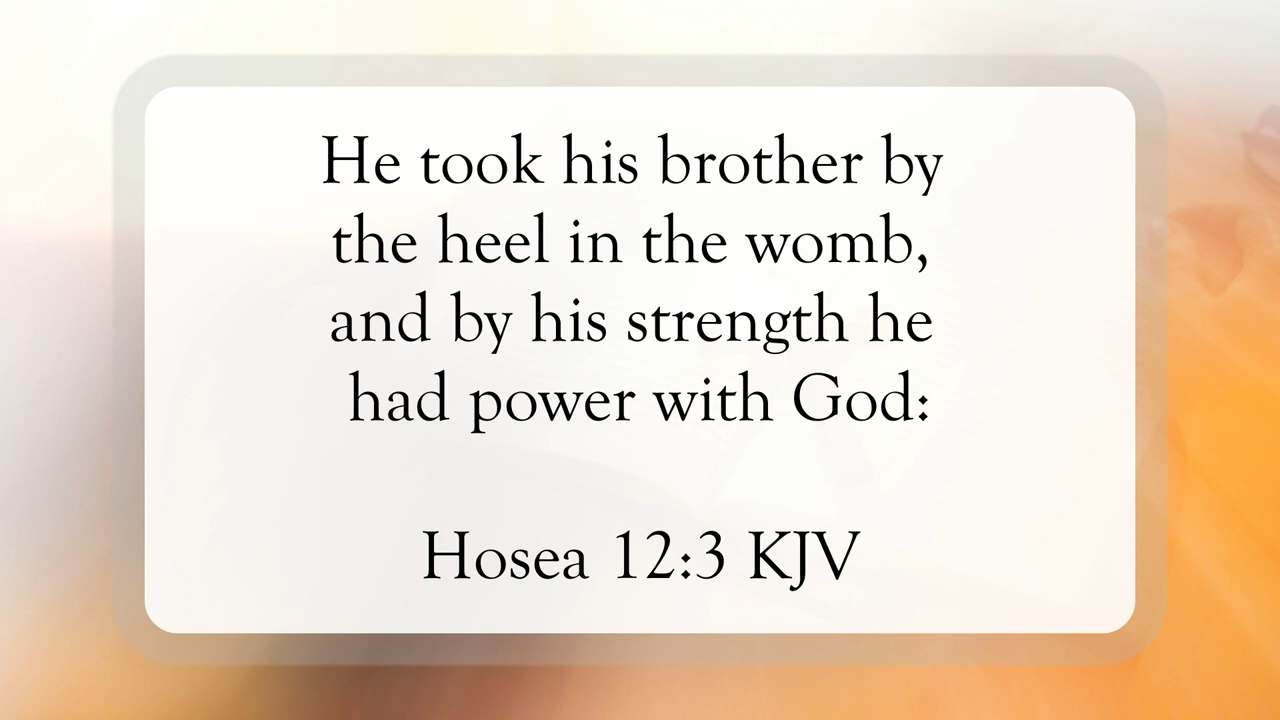 He took his brother by
the heel in the womb,
and by his strength he
had power with God:
Hosea 12:3 KJV